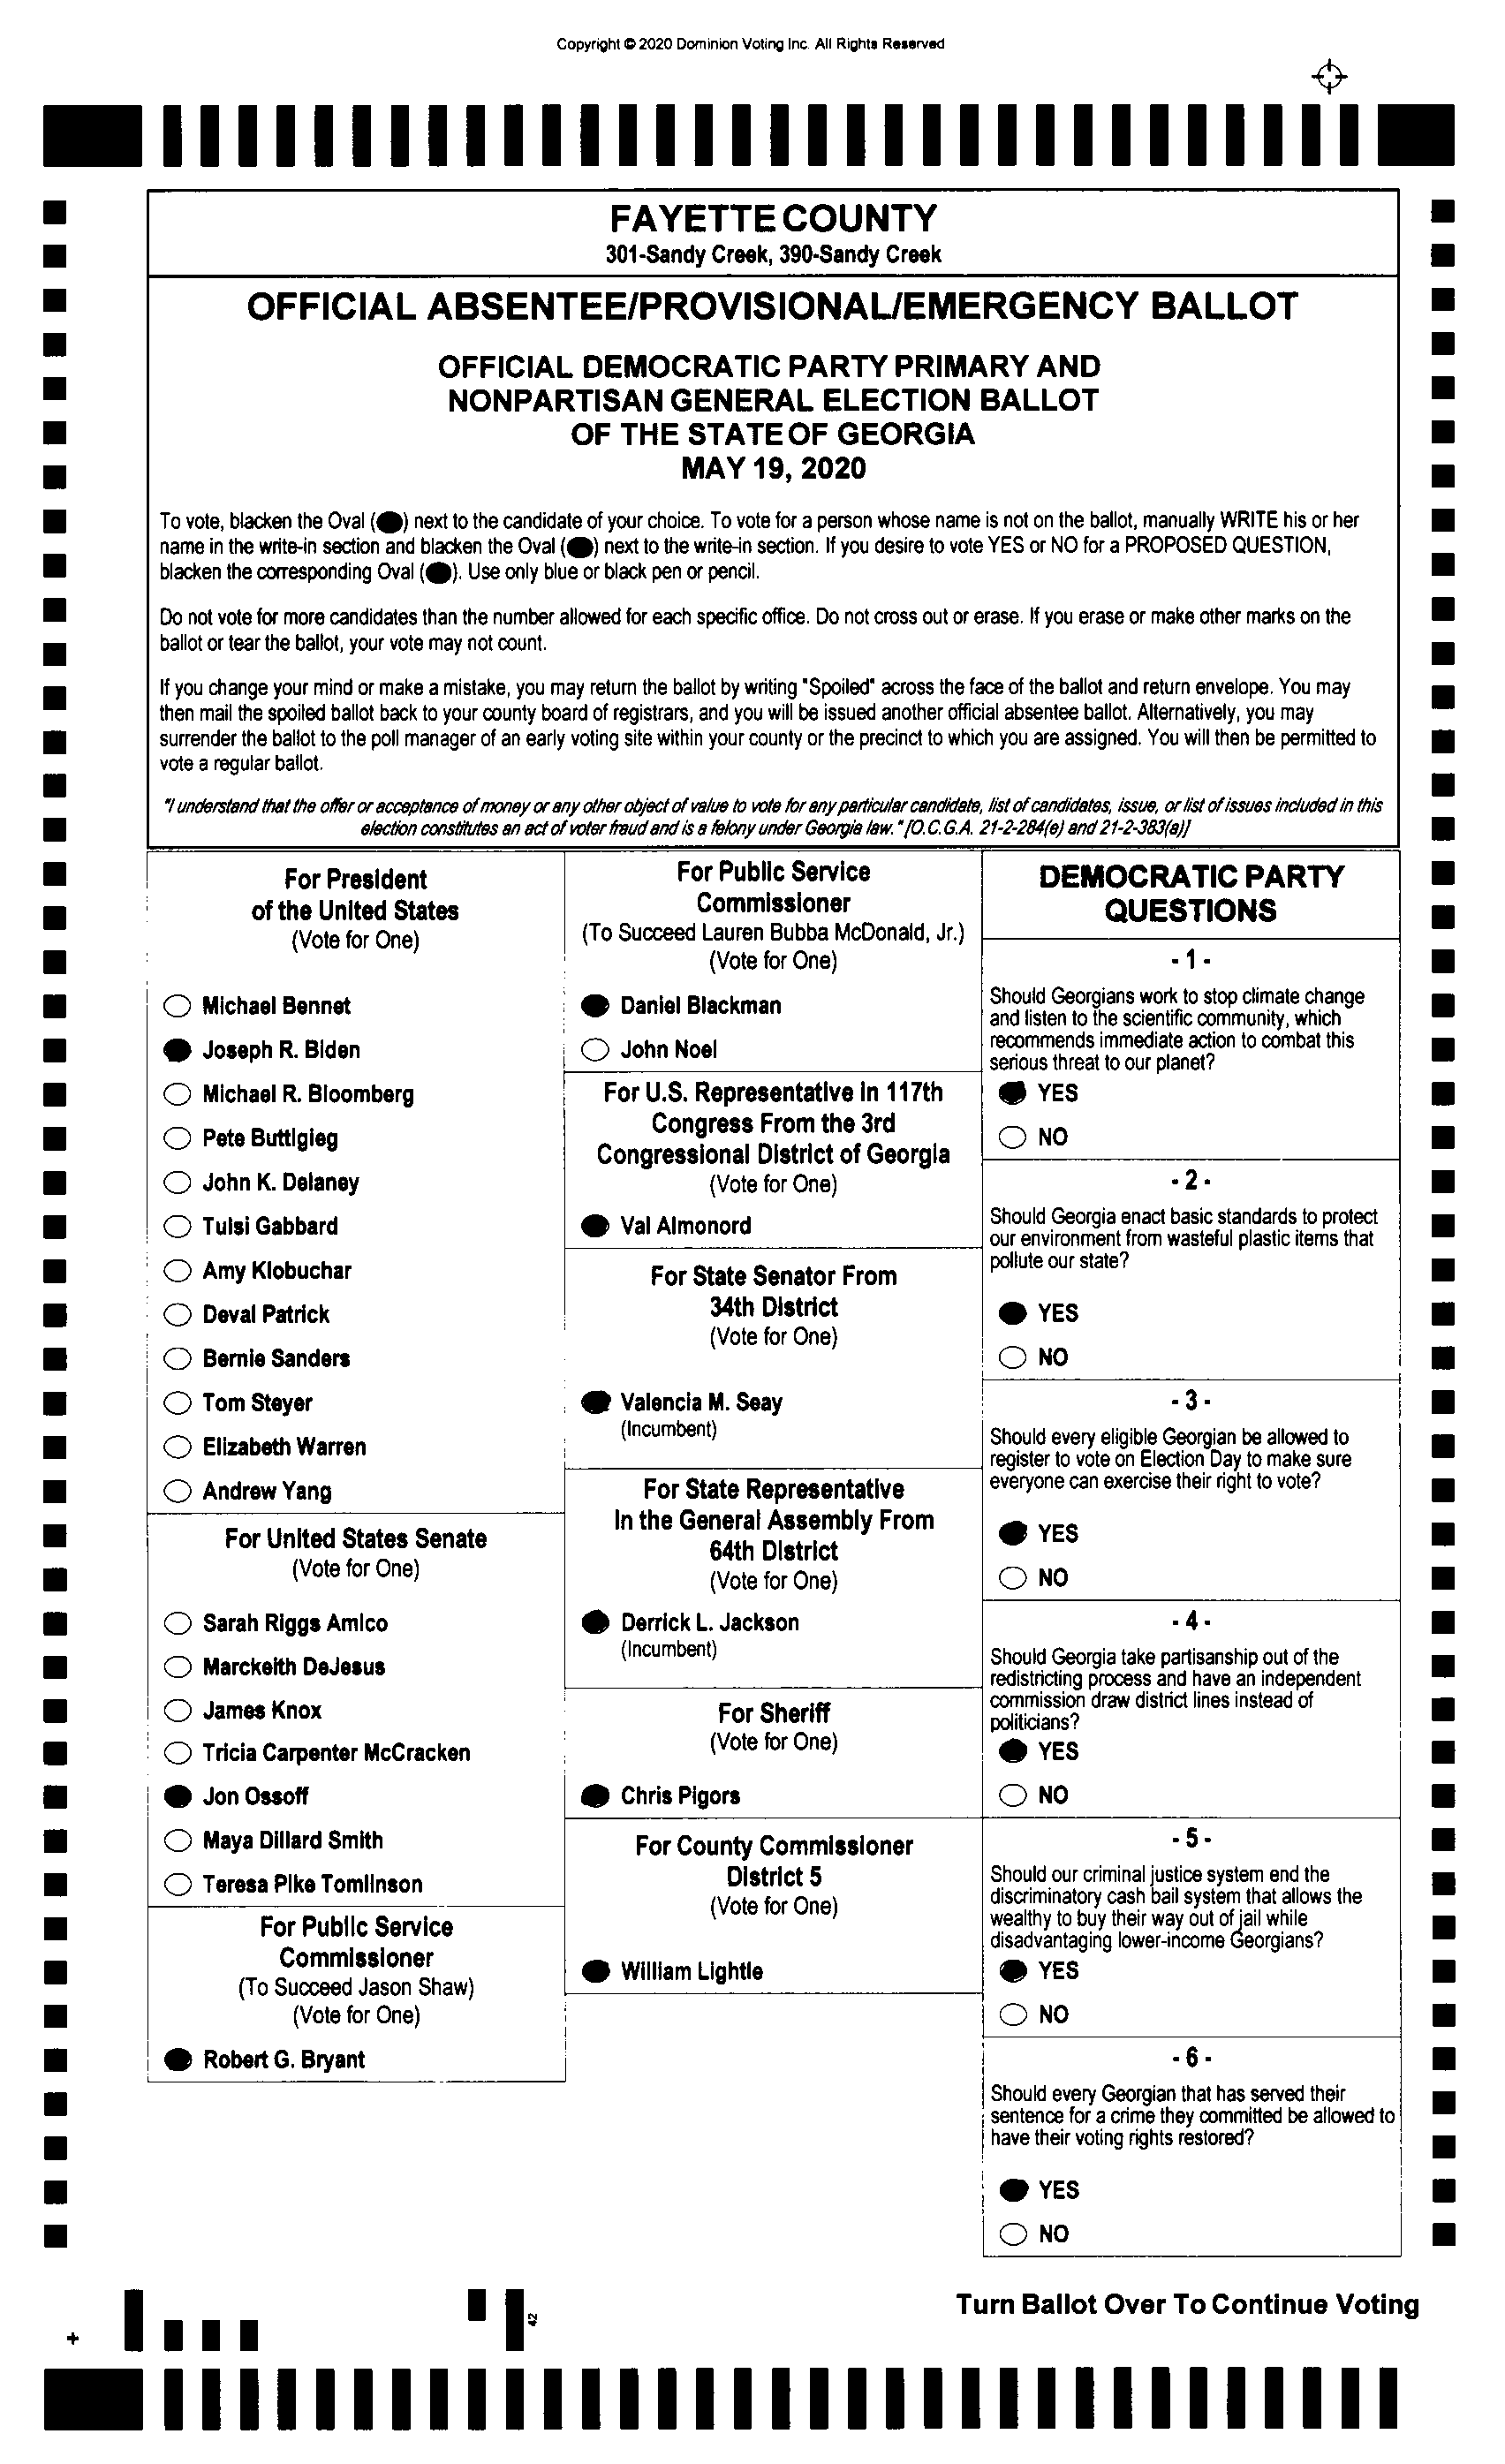 Copyright © 2020 Dominion Voting Inc. All Rights Reserved
FAYETTE COUNTY
301-Sandy Creek, 390-Sandy Creek
OFFICIAL ABSENTEE/PROVISIONAL/EMERGENCY BALLOT
OFFICIAL DEMOCRATIC PARTY PRIMARY AND
NONPARTISAN GENERAL ELECTION BALLOT
OF THE STATE OF GEORGIA
MAY 19, 2020
To vote, blacken the Oval (●) next to the candidate of your choice. To vote for a person whose name is not on the ballot, manually WRITE his or her
name in the write-in section and blacken the Oval (●) next to the write-in section. If you desire to vote YES or NO for a PROPOSED QUESTION,
blacken the corresponding Oval (●). Use only blue or black pen or pencil.
Do not vote for more candidates than the number allowed for each specific office. Do not cross out or erase. If you erase or make other marks on the
ballot or tear the ballot, your vote may not count.
If you change your mind or make a mistake, you may return the ballot by writing "Spoiled" across the face of the ballot and return envelope. You may
then mail the spoiled ballot back to your county board of registrars, and you will be issued another official absentee ballot. Alternatively, you may
surrender the ballot to the poll manager of an early voting site within your county or the precinct to which you are assigned. You will then be permitted to
vote a regular ballot.
"I understand that the offer or acceptance of money or any other object of value to vote for any particular candidate, list of candidates, issue, or list of issues included in this
election constitutes an act of voter fraud and is a felony under Georgia law." [O.C.G.A. 21-2-284(e) and 21-2-383(a)]
For President
of the United States
(Vote for One)
Michael Bennet
Joseph R. Biden
Michael R. Bloomberg
Pete Buttigieg
John K. Delaney
Tulsi Gabbard
Amy Klobuchar
Deval Patrick
Bernie Sanders
Tom Steyer
Elizabeth Warren
Andrew Yang
For United States Senate
(Vote for One)
Sarah Riggs Amico
Marckeith DeJesus
James Knox
Tricia Carpenter McCracken
Jon Ossoff
Maya Dillard Smith
Teresa Pike Tomlinson
For Public Service
Commissioner
(To Succeed Jason Shaw)
(Vote for One)
Robert G. Bryant
For Public Service
Commissioner
(To Succeed Lauren Bubba McDonald, Jr.)
(Vote for One)
Daniel Blackman
John Noel
For U.S. Representative in 117th
Congress From the 3rd
Congressional District of Georgia
(Vote for One)
Val Almonord
For State Senator From
34th District
(Vote for One)
Valencia M. Seay
(Incumbent)
For State Representative
In the General Assembly From
64th District
(Vote for One)
Derrick L. Jackson
(Incumbent)
For Sheriff
(Vote for One)
Chris Pigors
For County Commissioner
District 5
(Vote for One)
William Lightle
DEMOCRATIC PARTY
QUESTIONS
- 1 -
Should Georgians work to stop climate change
and listen to the scientific community, which
recommends immediate action to combat this
serious threat to our planet?
YES
NO
- 2 -
Should Georgia enact basic standards to protect
our environment from wasteful plastic items that
pollute our state?
YES
NO
- 3 -
Should every eligible Georgian be allowed to
register to vote on Election Day to make sure
everyone can exercise their right to vote?
YES
NO
- 4 -
Should Georgia take partisanship out of the
redistricting process and have an independent
commission draw district lines instead of
politicians?
YES
NO
- 5 -
Should our criminal justice system end the
discriminatory cash bail system that allows the
wealthy to buy their way out of jail while
disadvantaging lower-income Georgians?
YES
NO
- 6 -
Should every Georgian that has served their
sentence for a crime they committed be allowed to
have their voting rights restored?
YES
NO
Turn Ballot Over To Continue Voting
42